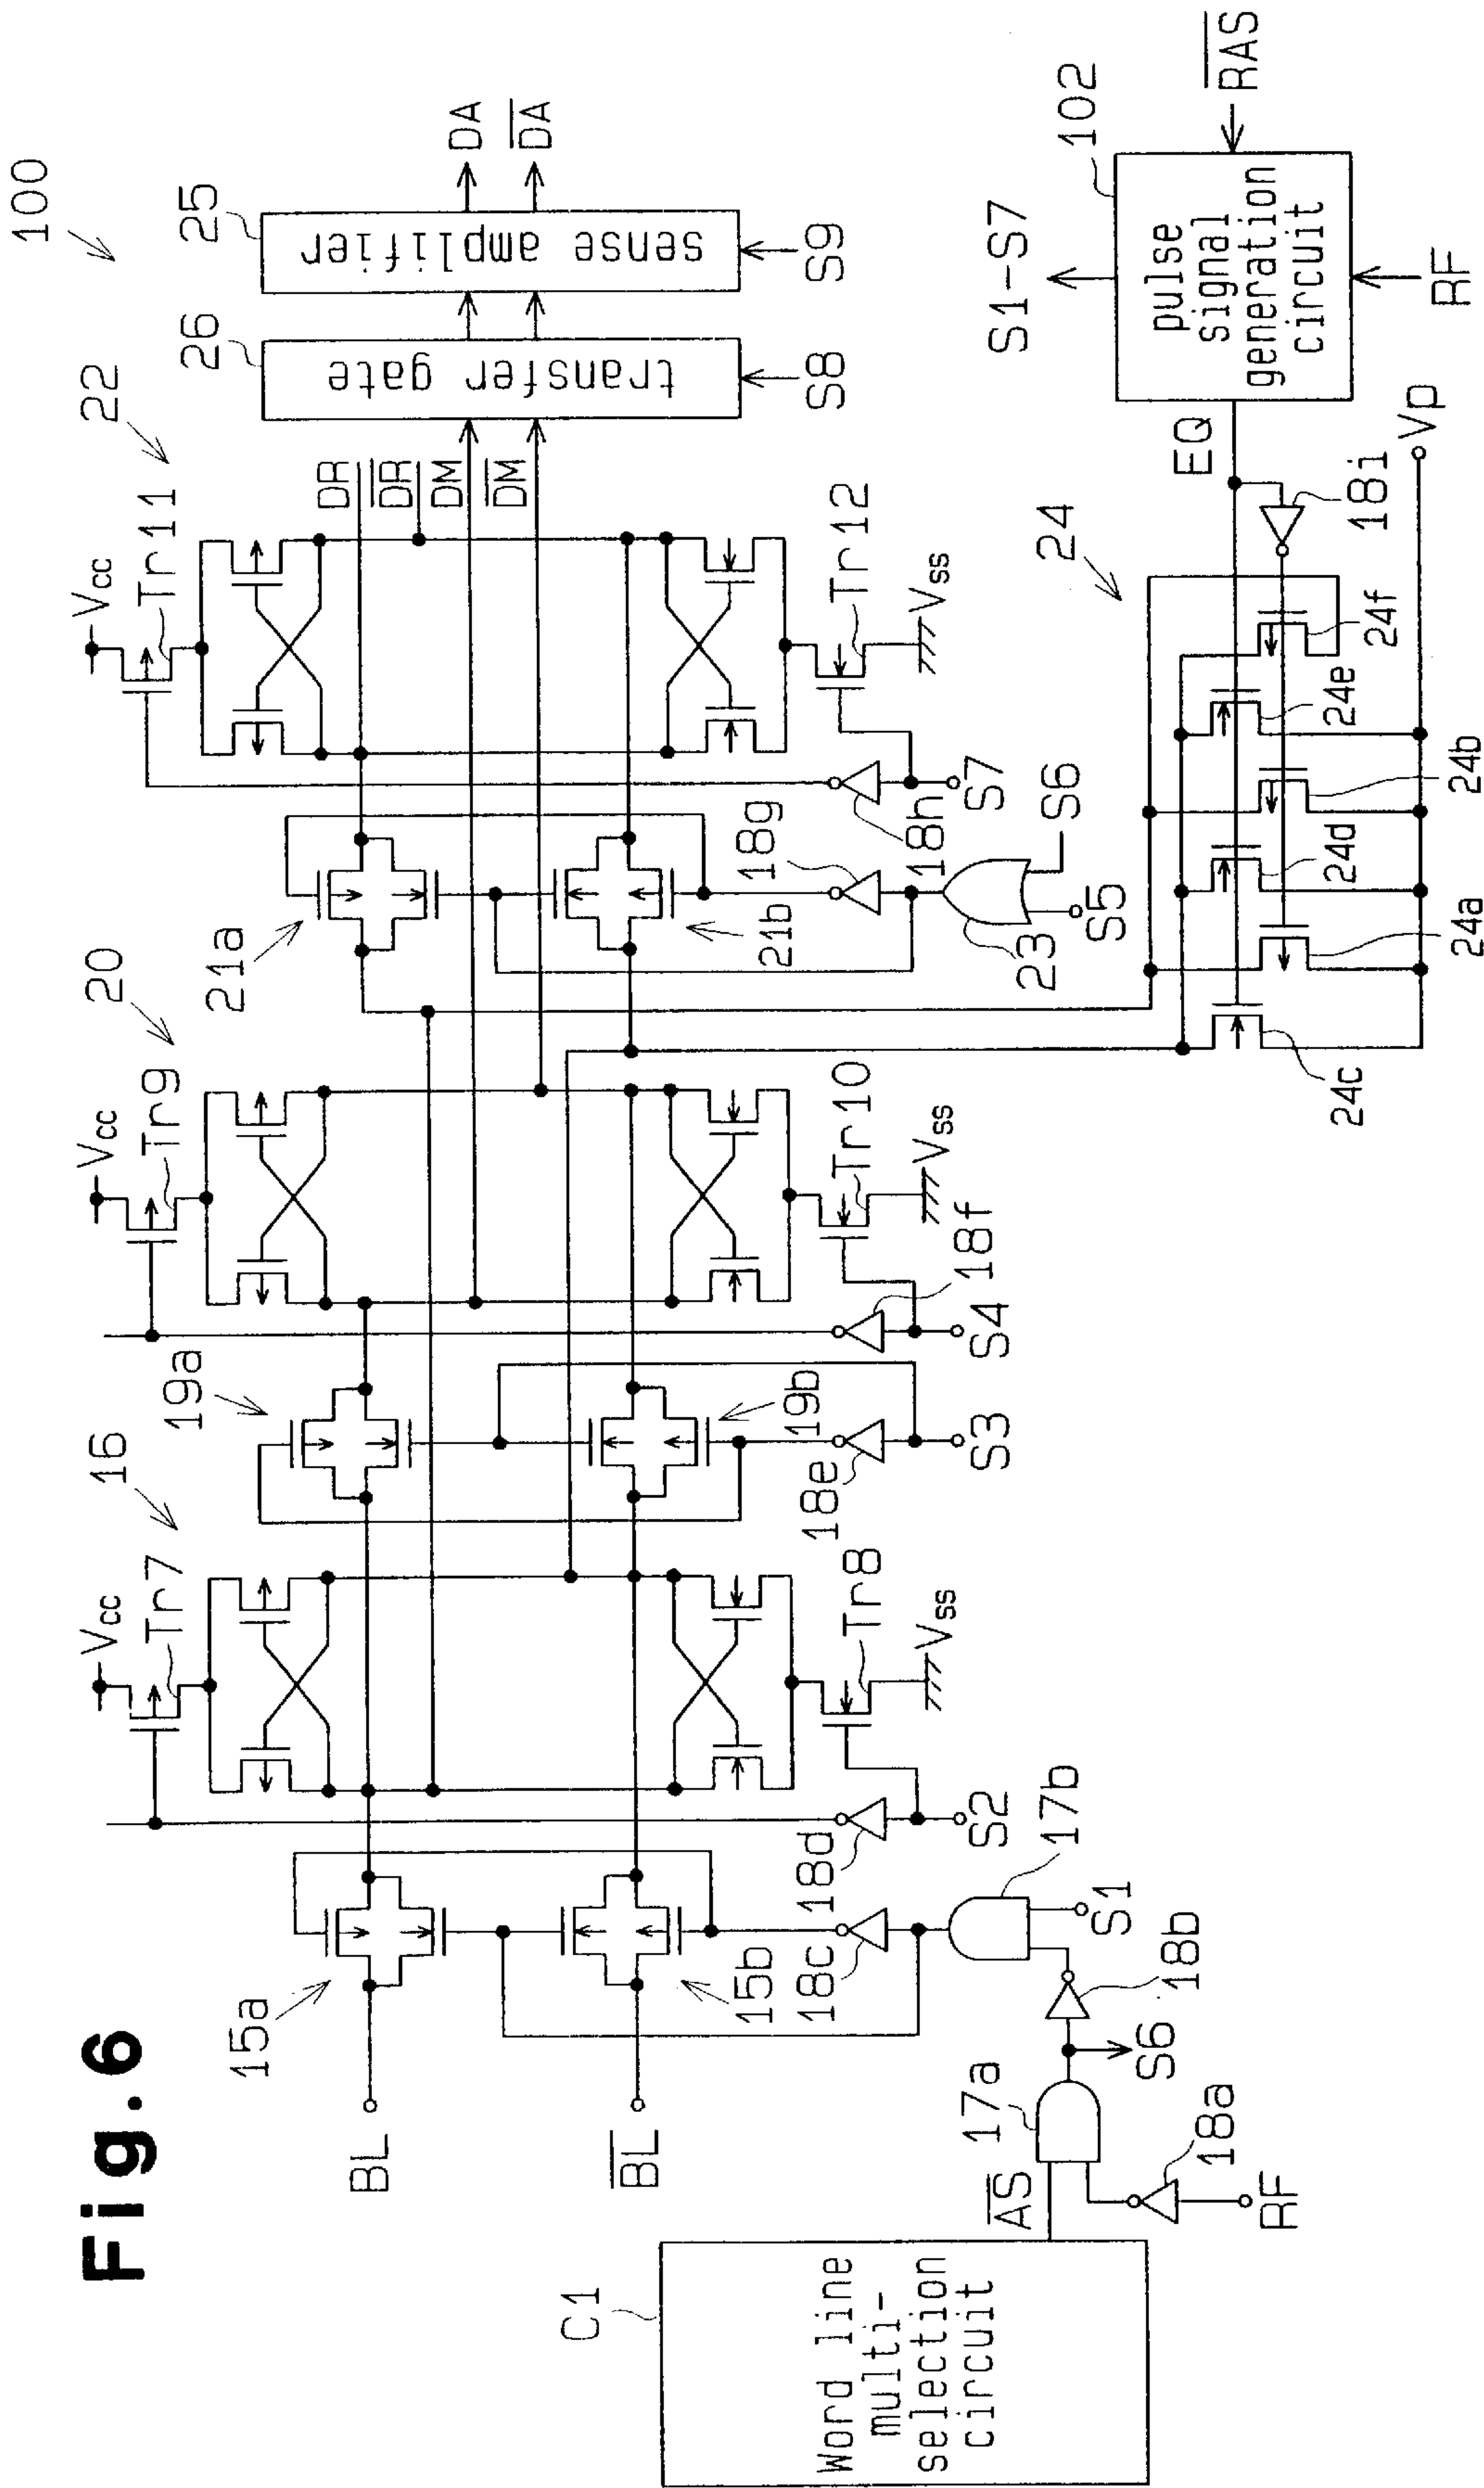 Fig.6
100
C1
Word line
multi-
selection
circuit
AS
RF
18a
17a
S6
18b
17b
S1
BL
BL
15a
15b
18c
16
Vcc
Tr7
Tr8
Vss
18d
S2
19a
19b
18e
S3
20
Vcc
Tr9
Tr10
Vss
18f
S4
21a
21b
18g
23
S5
S6
22
Vcc
Tr11
Tr12
Vss
18h
S7
DR
DR
DM
DM
26
transfer gate
S8
25
sense amplifier
S9
DA
DA
24
24c
24a
24d
24b
24e
24f
18i
Vp
EQ
S1-S7
102
pulse
signal
generation
circuit
RAS
RF